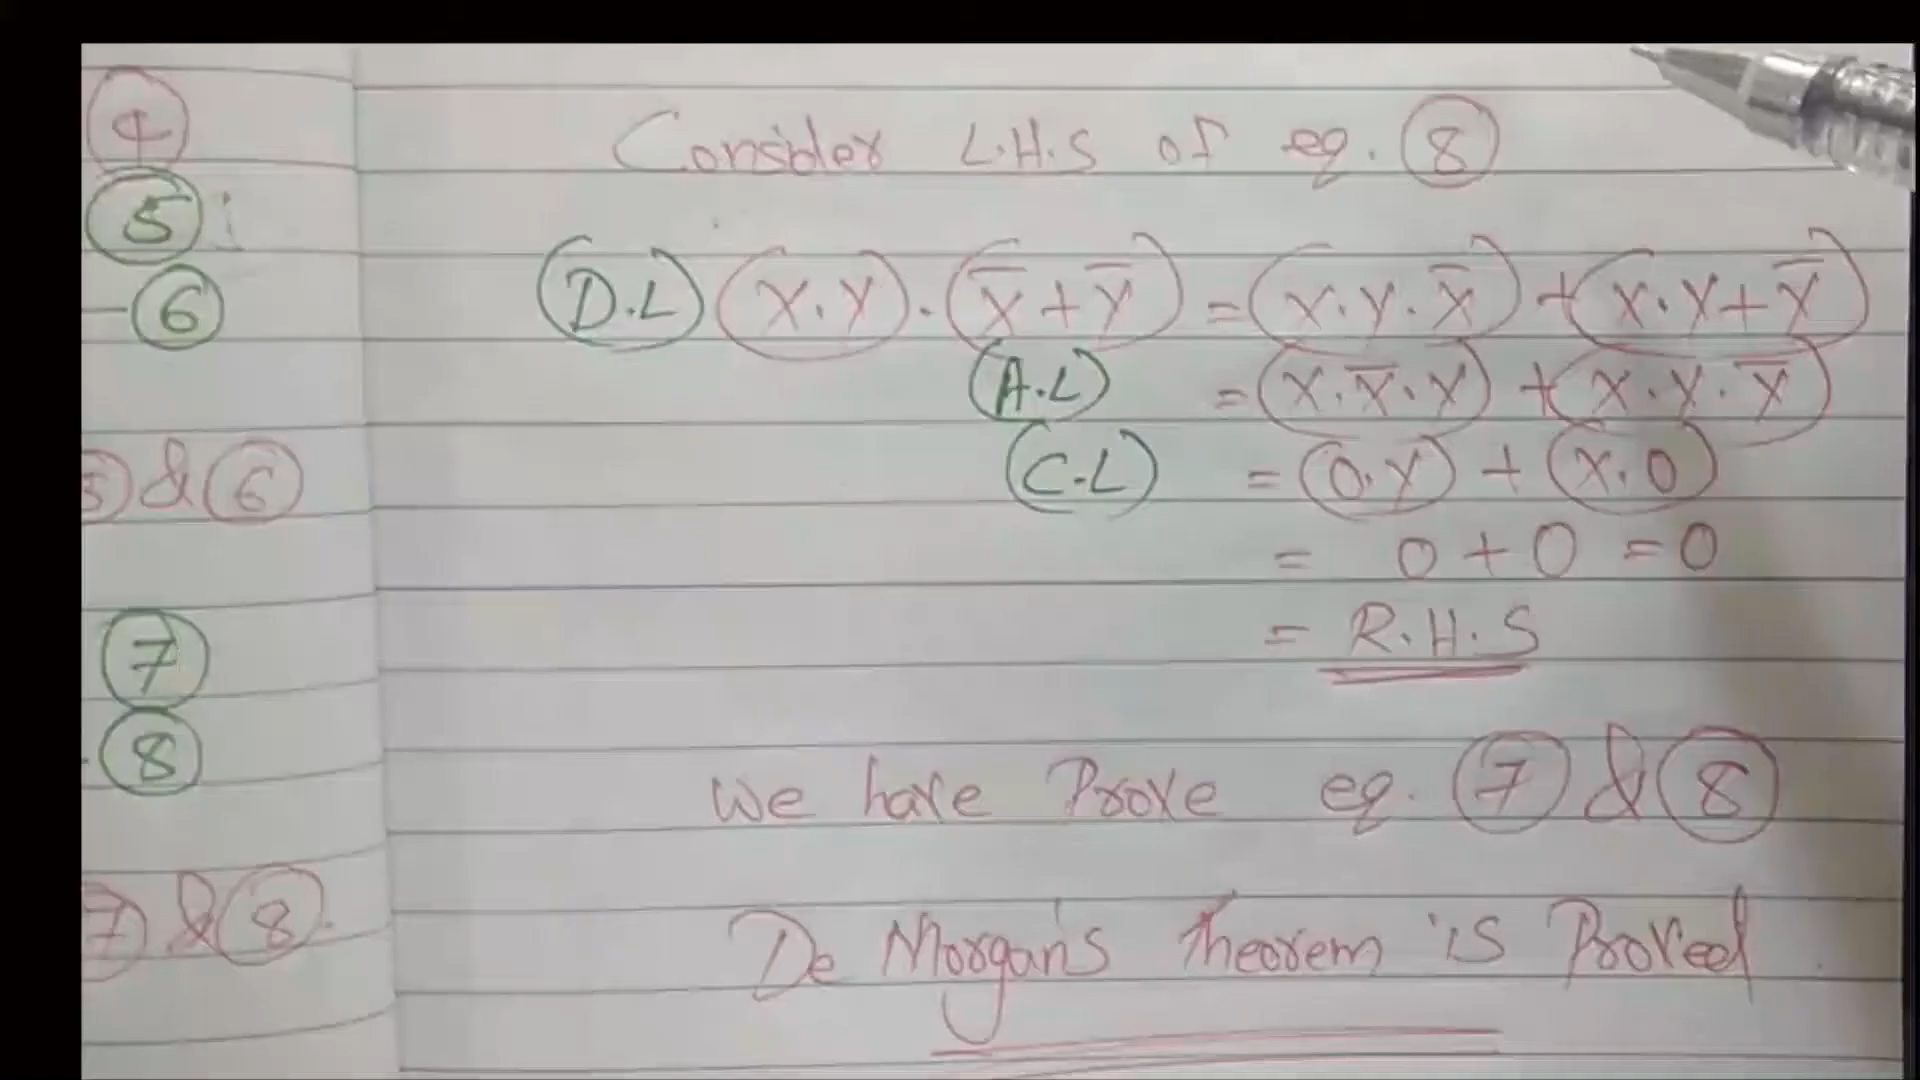 4
5
- 6
5 & 6
7
8
7 & 8.
Consider L.H.S of eq. 8
(D.L) (X.Y).(X̅+Y̅) = (X.Y.X̅)+(X.Y+Y̅)
(A.L) = (X.X̅.Y)+(X.Y.Y̅)
(C.L) = (0.Y)+(X.0)
= 0+0=0
= R.H.S
We have Prove eq. 7 & 8
De Morgan's theorem is Proved